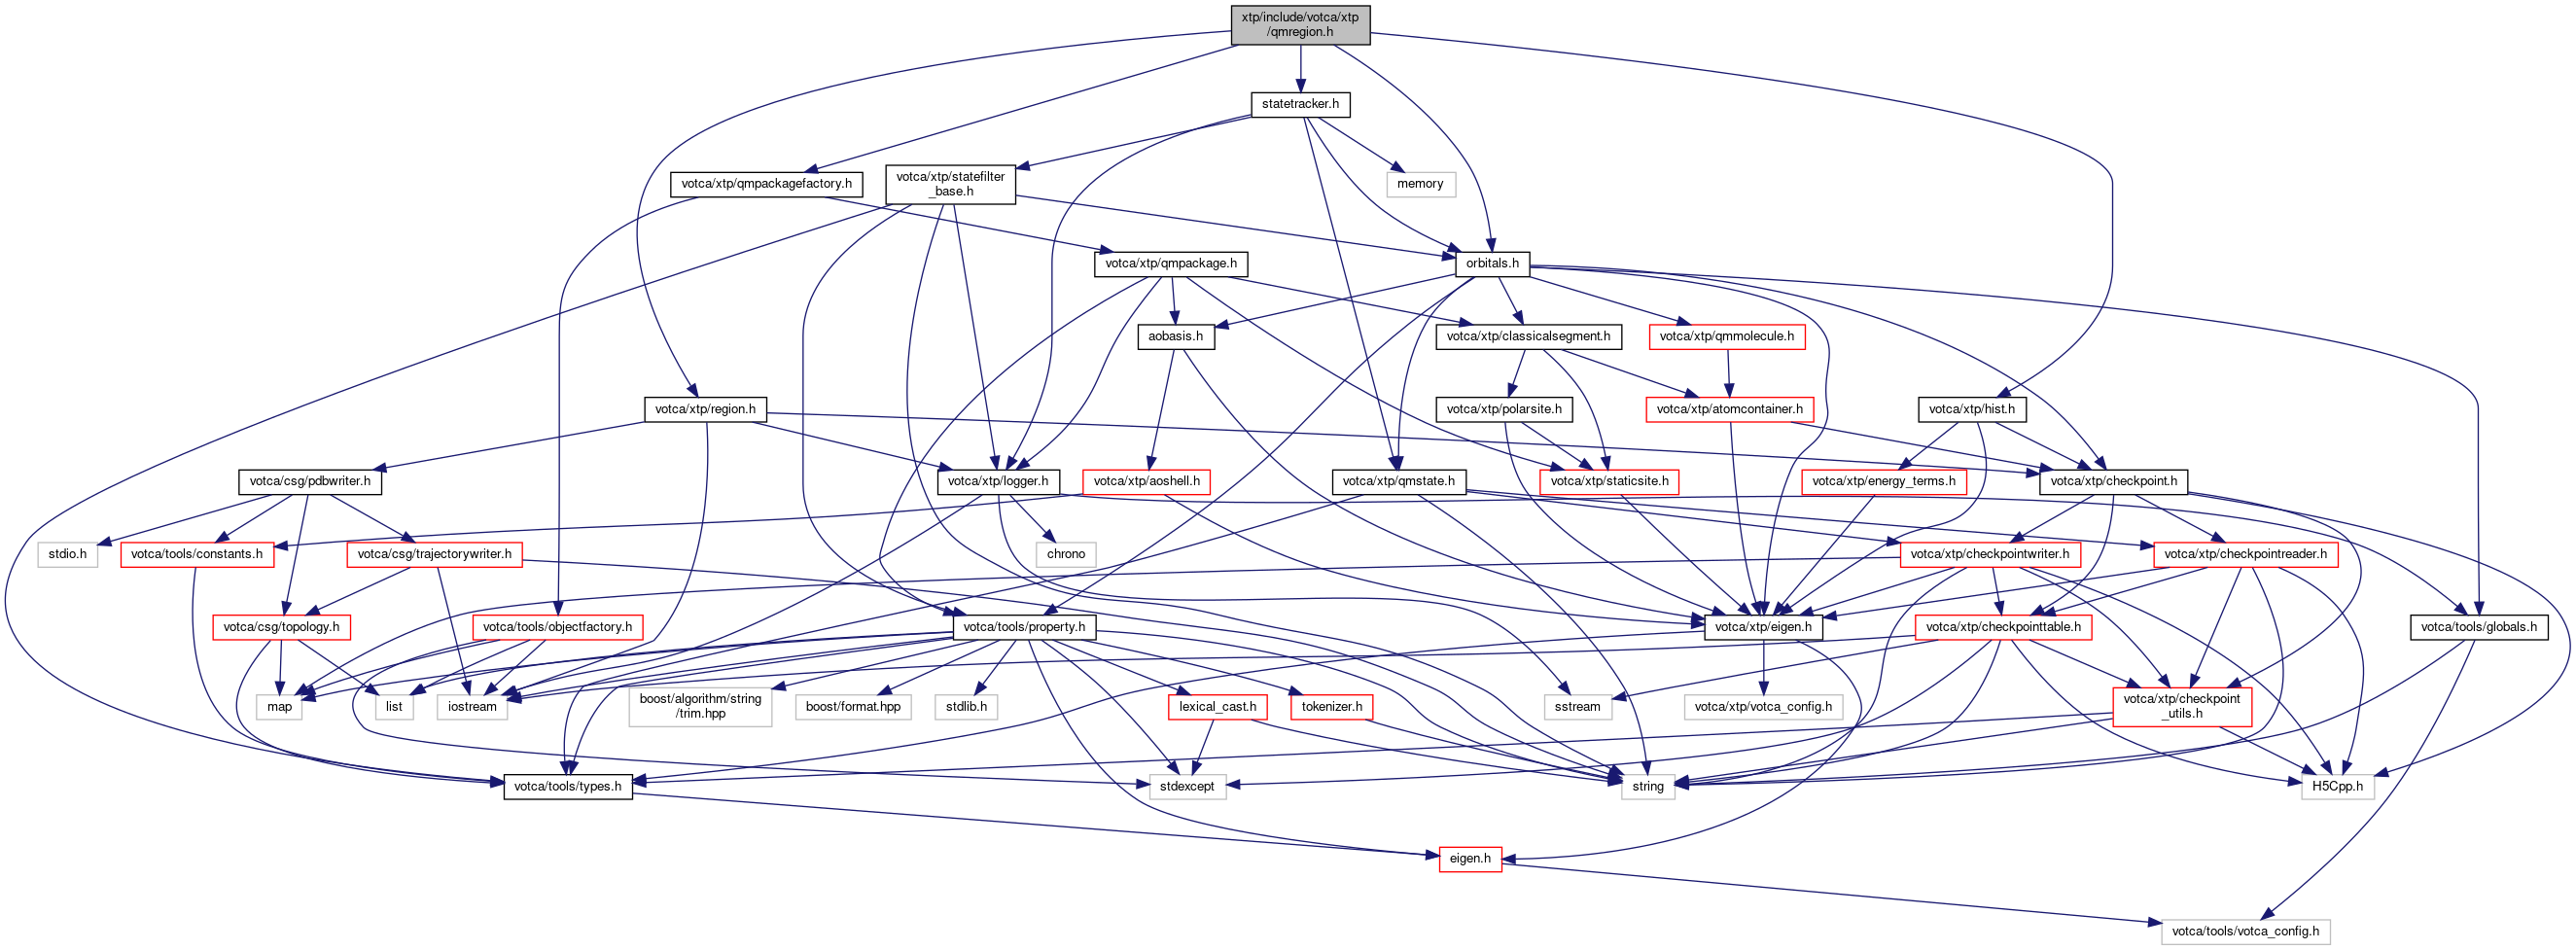 xtp/include/votca/xtp
/qmregion.h
statetracker.h
votca/xtp/qmpackagefactory.h
votca/xtp/statefilter
_base.h
memory
votca/xtp/qmpackage.h
orbitals.h
aobasis.h
votca/xtp/classicalsegment.h
votca/xtp/qmmolecule.h
votca/xtp/region.h
votca/xtp/polarsite.h
votca/xtp/atomcontainer.h
votca/xtp/hist.h
votca/csg/pdbwriter.h
votca/xtp/logger.h
votca/xtp/aoshell.h
votca/xtp/qmstate.h
votca/xtp/staticsite.h
votca/xtp/energy_terms.h
votca/xtp/checkpoint.h
stdio.h
votca/tools/constants.h
votca/csg/trajectorywriter.h
chrono
votca/xtp/checkpointwriter.h
votca/xtp/checkpointreader.h
votca/csg/topology.h
votca/tools/objectfactory.h
votca/tools/property.h
votca/xtp/eigen.h
votca/xtp/checkpointtable.h
votca/tools/globals.h
map
list
iostream
boost/algorithm/string
/trim.hpp
boost/format.hpp
stdlib.h
lexical_cast.h
tokenizer.h
sstream
votca/xtp/votca_config.h
votca/xtp/checkpoint
_utils.h
votca/tools/types.h
stdexcept
string
H5Cpp.h
eigen.h
votca/tools/votca_config.h